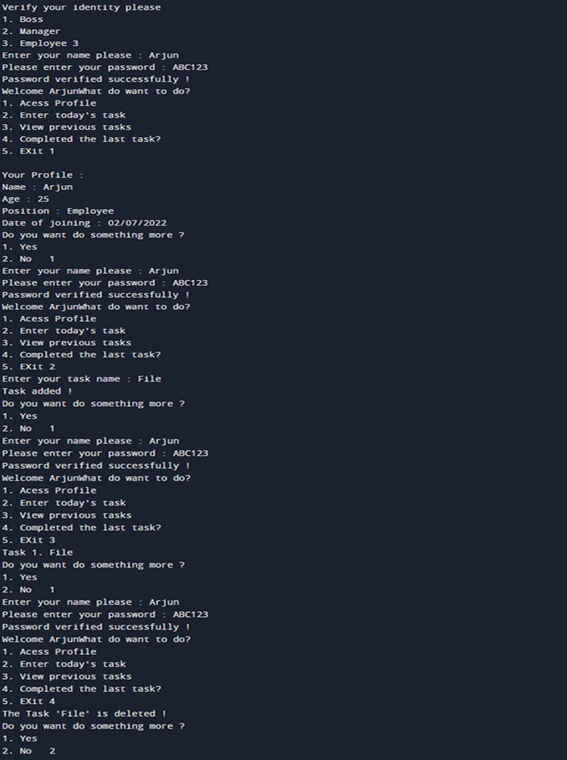 Verify your identity please
1. Boss
2. Manager
3. Employee 3
Enter your name please : Arjun
Please enter your password : ABC123
Password verified successfully !
Welcome ArjunWhat do want to do?
1. Acess Profile
2. Enter today's task
3. View previous tasks
4. Completed the last task?
5. EXit 1

Your Profile :
Name : Arjun
Age : 25
Position : Employee
Date of joining : 02/07/2022
Do you want do something more ?
1. Yes
2. No   1
Enter your name please : Arjun
Please enter your password : ABC123
Password verified successfully !
Welcome ArjunWhat do want to do?
1. Acess Profile
2. Enter today's task
3. View previous tasks
4. Completed the last task?
5. EXit 2
Enter your task name : File
Task added !
Do you want do something more ?
1. Yes
2. No   1
Enter your name please : Arjun
Please enter your password : ABC123
Password verified successfully !
Welcome ArjunWhat do want to do?
1. Acess Profile
2. Enter today's task
3. View previous tasks
4. Completed the last task?
5. EXit 3
Task 1. File
Do you want do something more ?
1. Yes
2. No   1
Enter your name please : Arjun
Please enter your password : ABC123
Password verified successfully !
Welcome ArjunWhat do want to do?
1. Acess Profile
2. Enter today's task
3. View previous tasks
4. Completed the last task?
5. EXit 4
The Task 'File' is deleted !
Do you want do something more ?
1. Yes
2. No   2